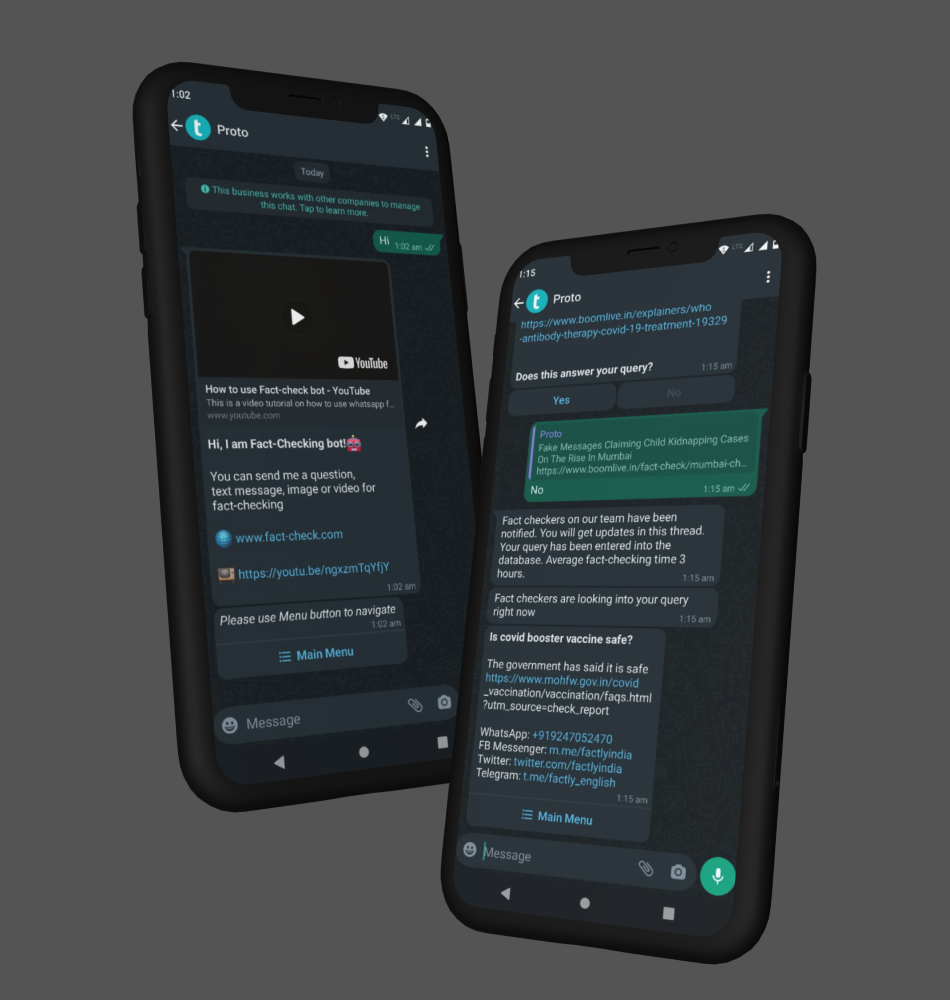 1:02
LTE
t
Proto
Today
This business works with other companies to manage
this chat. Tap to learn more.
Hi
1:02 am
YouTube
How to use Fact-check bot - YouTube
This is a video tutorial on how to use whatsapp f...
www.youtube.com
Hi, I am Fact-Checking bot!
You can send me a question,
text message, image or video for
fact-checking
www.fact-check.com
https://youtu.be/ngxzmTqYfjY
1:02 am
Please use Menu button to navigate
1:02 am
Main Menu
Message
1:15
LTE
t
Proto
https://www.boomlive.in/explainers/who
-antibody-therapy-covid-19-treatment-19329
Does this answer your query?
1:15 am
Yes
No
Proto
Fake Messages Claiming Child Kidnapping Cases
On The Rise In Mumbai
https://www.boomlive.in/fact-check/mumbai-ch...
No
1:15 am
Fact checkers on our team have been
notified. You will get updates in this thread.
Your query has been entered into the
database. Average fact-checking time 3
hours.
1:15 am
Fact checkers are looking into your query
right now
1:15 am
Is covid booster vaccine safe?
The government has said it is safe
https://www.mohfw.gov.in/covid
_vaccination/vaccination/faqs.html
?utm_source=check_report
WhatsApp: +919247052470
FB Messenger: m.me/factlyindia
Twitter: twitter.com/factlyindia
Telegram: t.me/factly_english
1:15 am
Main Menu
Message